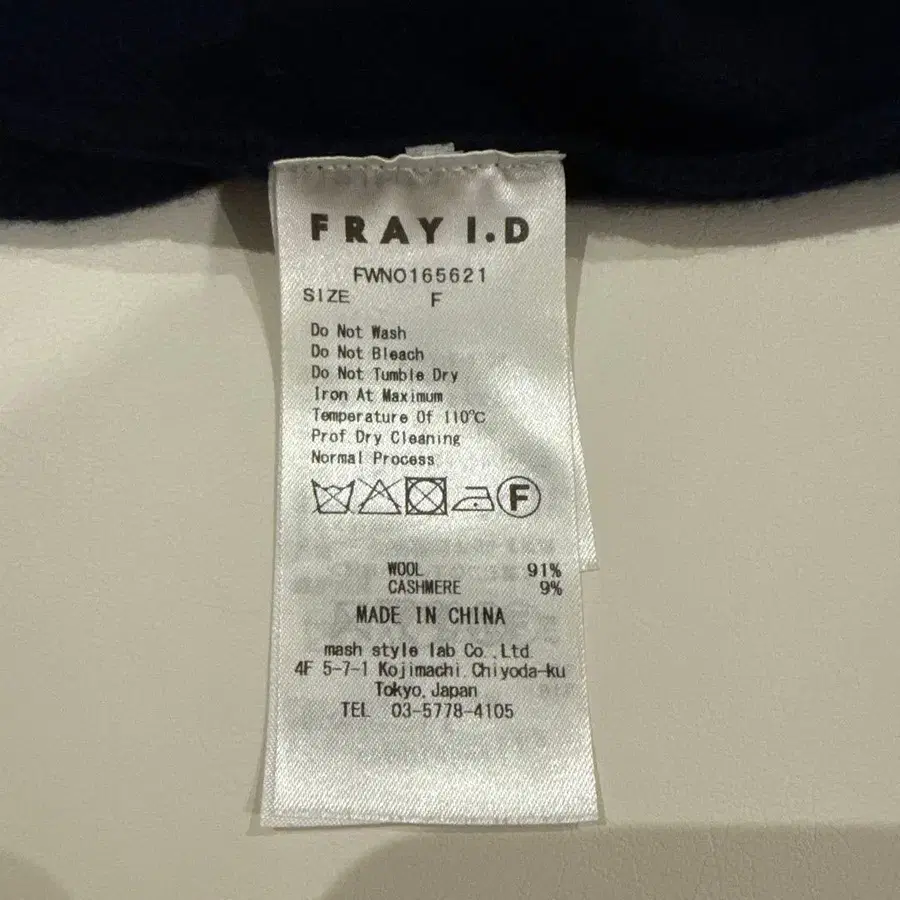 FRAY I.D
FWNO165621
SIZE F
Do Not Wash
Do Not Bleach
Do Not Tumble Dry
Iron At Maximum
Temperature Of 110℃
Prof Dry Cleaning
Normal Process
F
WOOL 91%
CASHMERE 9%
MADE IN CHINA
mash style lab Co.,Ltd.
4F 5-7-1 Kojimachi Chiyoda-ku
Tokyo,Japan
TEL 03-5778-4105